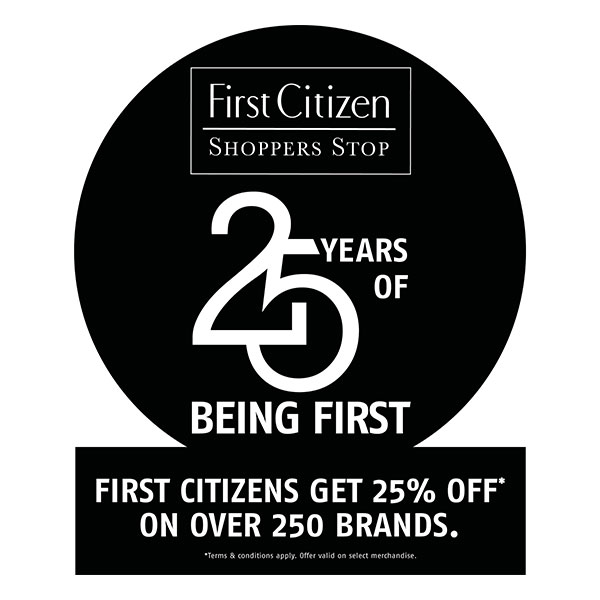 First Citizen
SHOPPERS STOP
25 YEARS
OF
BEING FIRST
FIRST CITIZENS GET 25% OFF*
ON OVER 250 BRANDS.
*Terms & conditions apply. Offer valid on select merchandise.